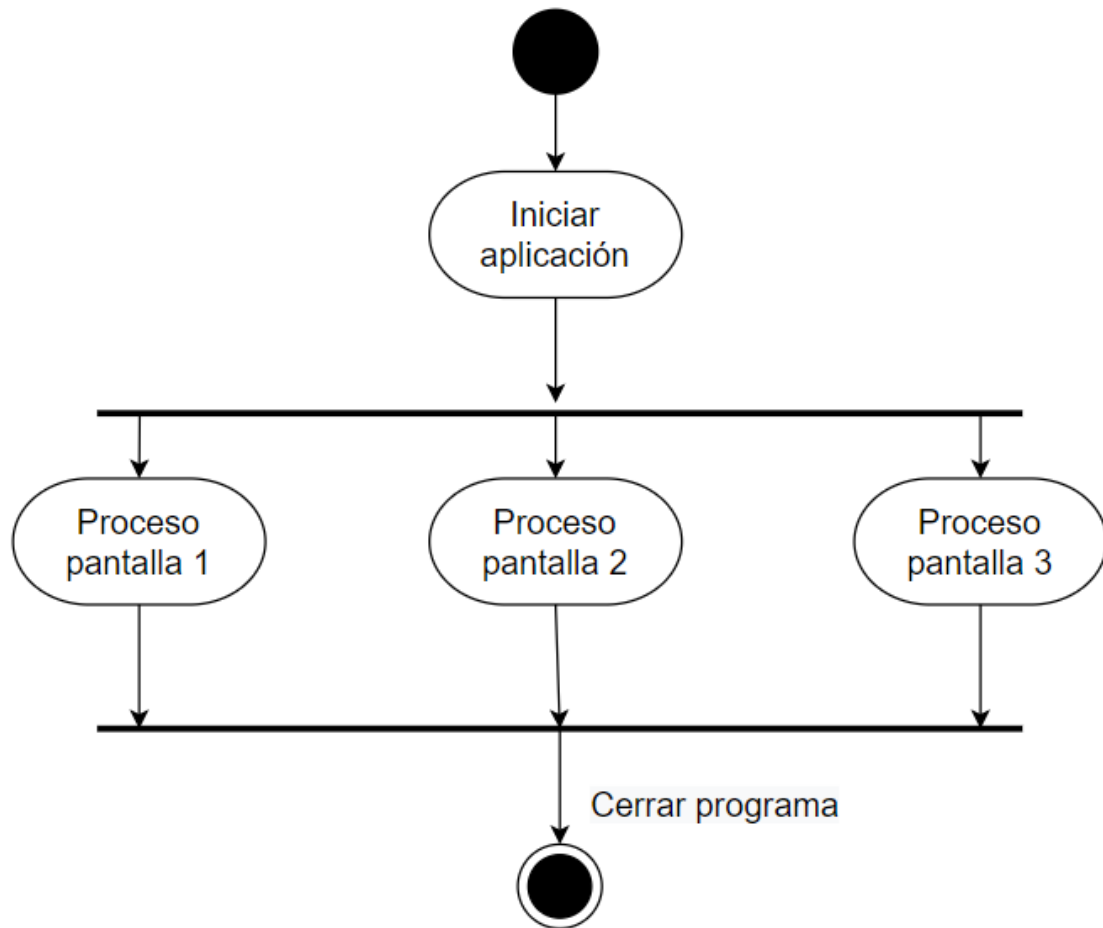 Iniciar
aplicación
Proceso
pantalla 1
Proceso
pantalla 2
Proceso
pantalla 3
Cerrar programa